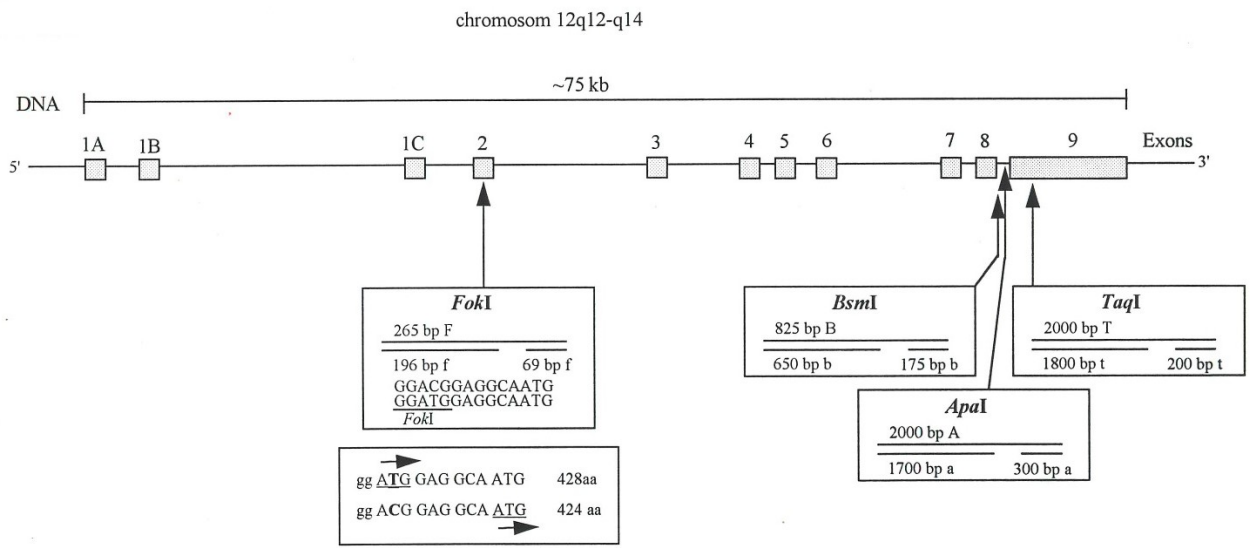 chromosom 12q12-q14
~75 kb
DNA
1A 1B 1C 2 3 4 5 6 7 8 9 Exons
5' 3'
FokI
265 bp F
196 bp f 69 bp f
GGACGGAGGCAATG
GGATGGAGGCAATG
FokI
gg ATG GAG GCA ATG 428aa
gg ACG GAG GCA ATG 424 aa
BsmI
825 bp B
650 bp b 175 bp b
ApaI
2000 bp A
1700 bp a 300 bp a
TaqI
2000 bp T
1800 bp t 200 bp t